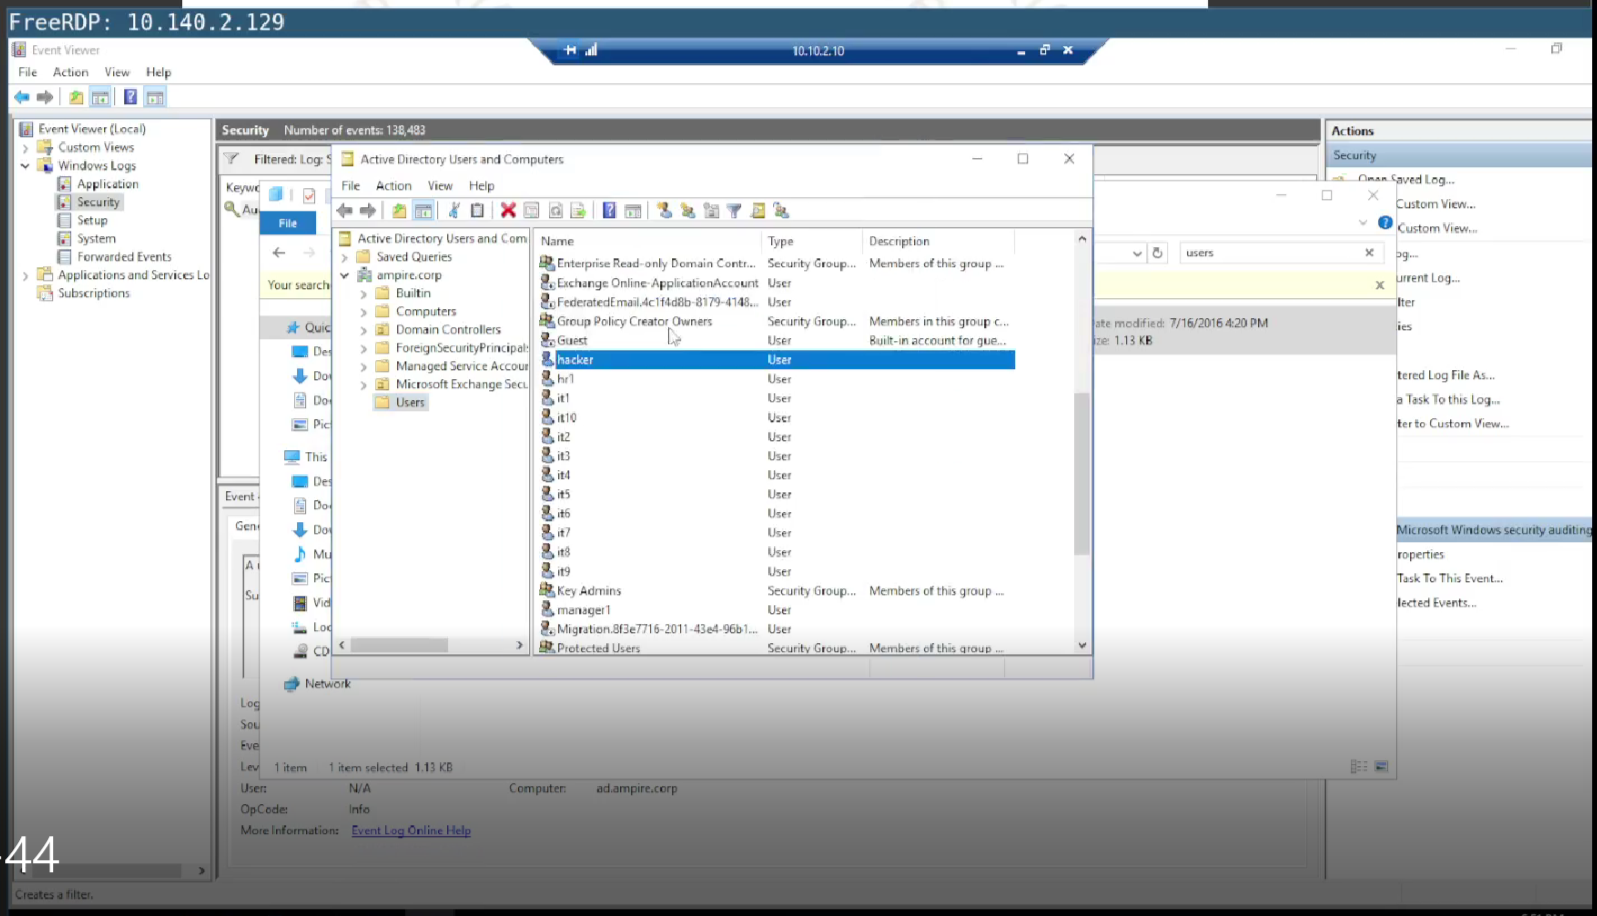 FreeRDP: 10.140.2.129
Event Viewer
10.10.2.10
File Action View Help
Event Viewer (Local)
Custom Views
Windows Logs
Application
Security
Setup
System
Forwarded Events
Applications and Services Lo
Subscriptions
Security Number of events: 138,483
Filtered: Log: S
Keywo
Au
File
Your search
Quic
Des
Do
Do
Pic
This
Des
Do
Do
Mu
Pic
Vid
Loc
CD
Network
Active Directory Users and Computers
File Action View Help
Active Directory Users and Com
Saved Queries
ampire.corp
Builtin
Computers
Domain Controllers
ForeignSecurityPrincipal
Managed Service Accour
Microsoft Exchange Secu
Users
Name Type Description
Enterprise Read-only Domain Contr... Security Group... Members of this group ...
Exchange Online-ApplicationAccount User
FederatedEmail.4c1f4d8b-8179-4148... User
Group Policy Creator Owners Security Group... Members in this group c...
Guest User Built-in account for gue...
hacker User
hr1 User
it1 User
it10 User
it2 User
it3 User
it4 User
it5 User
it6 User
it7 User
it8 User
it9 User
Key Admins Security Group... Members of this group ...
manager1 User
Migration.8f3e7716-2011-43e4-96b1... User
Protected Users Security Group... Members of this group ...
users
ate modified: 7/16/2016 4:20 PM
ize: 1.13 KB
Actions
Security
Open Saved Log...
Custom View...
Custom View...
og...
urrent Log...
lter
ies
tered Log File As...
a Task To this Log...
ter to Custom View...
Microsoft Windows security auditing
roperties
Task To This Event...
lected Events...
Event
Gene
Su
Log
Sou
Eve
Lev
1 item 1 item selected 1.13 KB
User: N/A Computer: ad.ampire.corp
OpCode: Info
More Information: Event Log Online Help
44
Creates a filter.